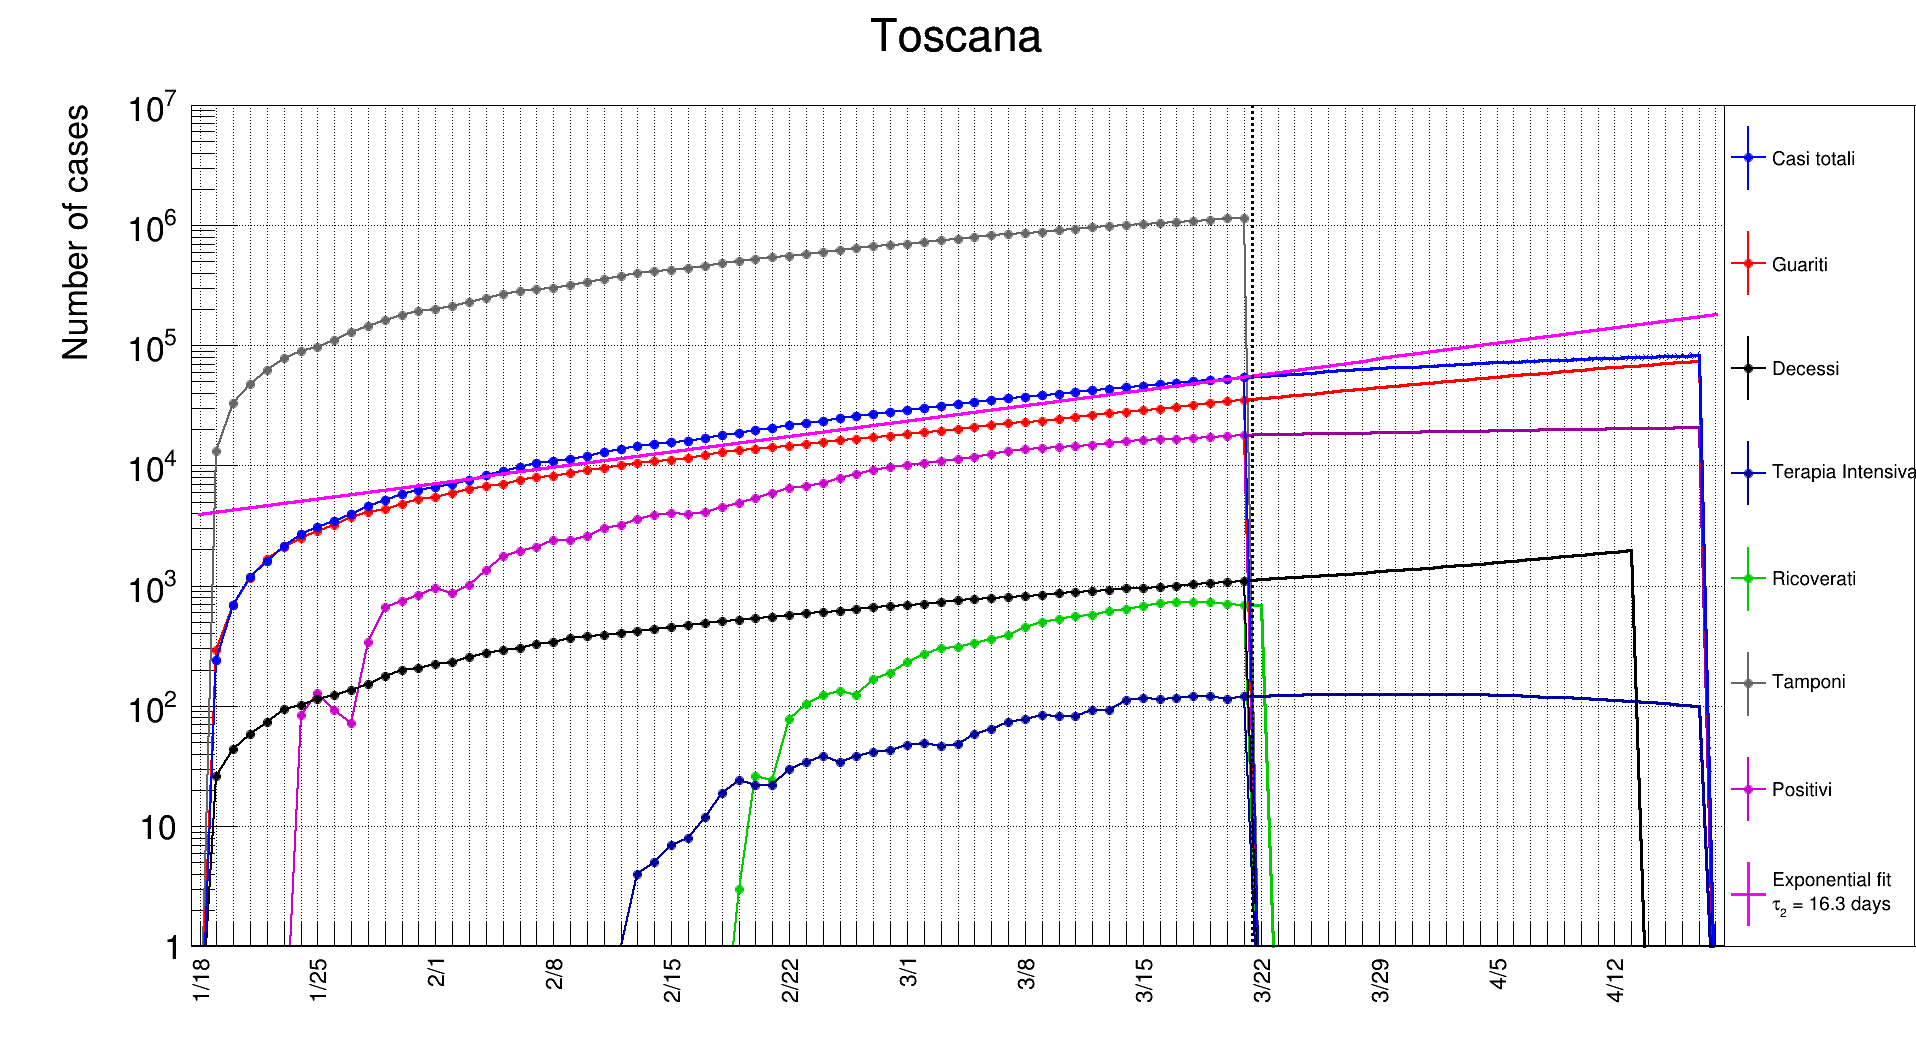 Toscana
Number of cases
10^7
10^6
10^5
10^4
10^3
10^2
10
1
1/18
1/25
2/1
2/8
2/15
2/22
3/1
3/8
3/15
3/22
3/29
4/5
4/12
Casi totali
Guariti
Decessi
Terapia Intensiva
Ricoverati
Tamponi
Positivi
Exponential fit
τ₂ = 16.3 days